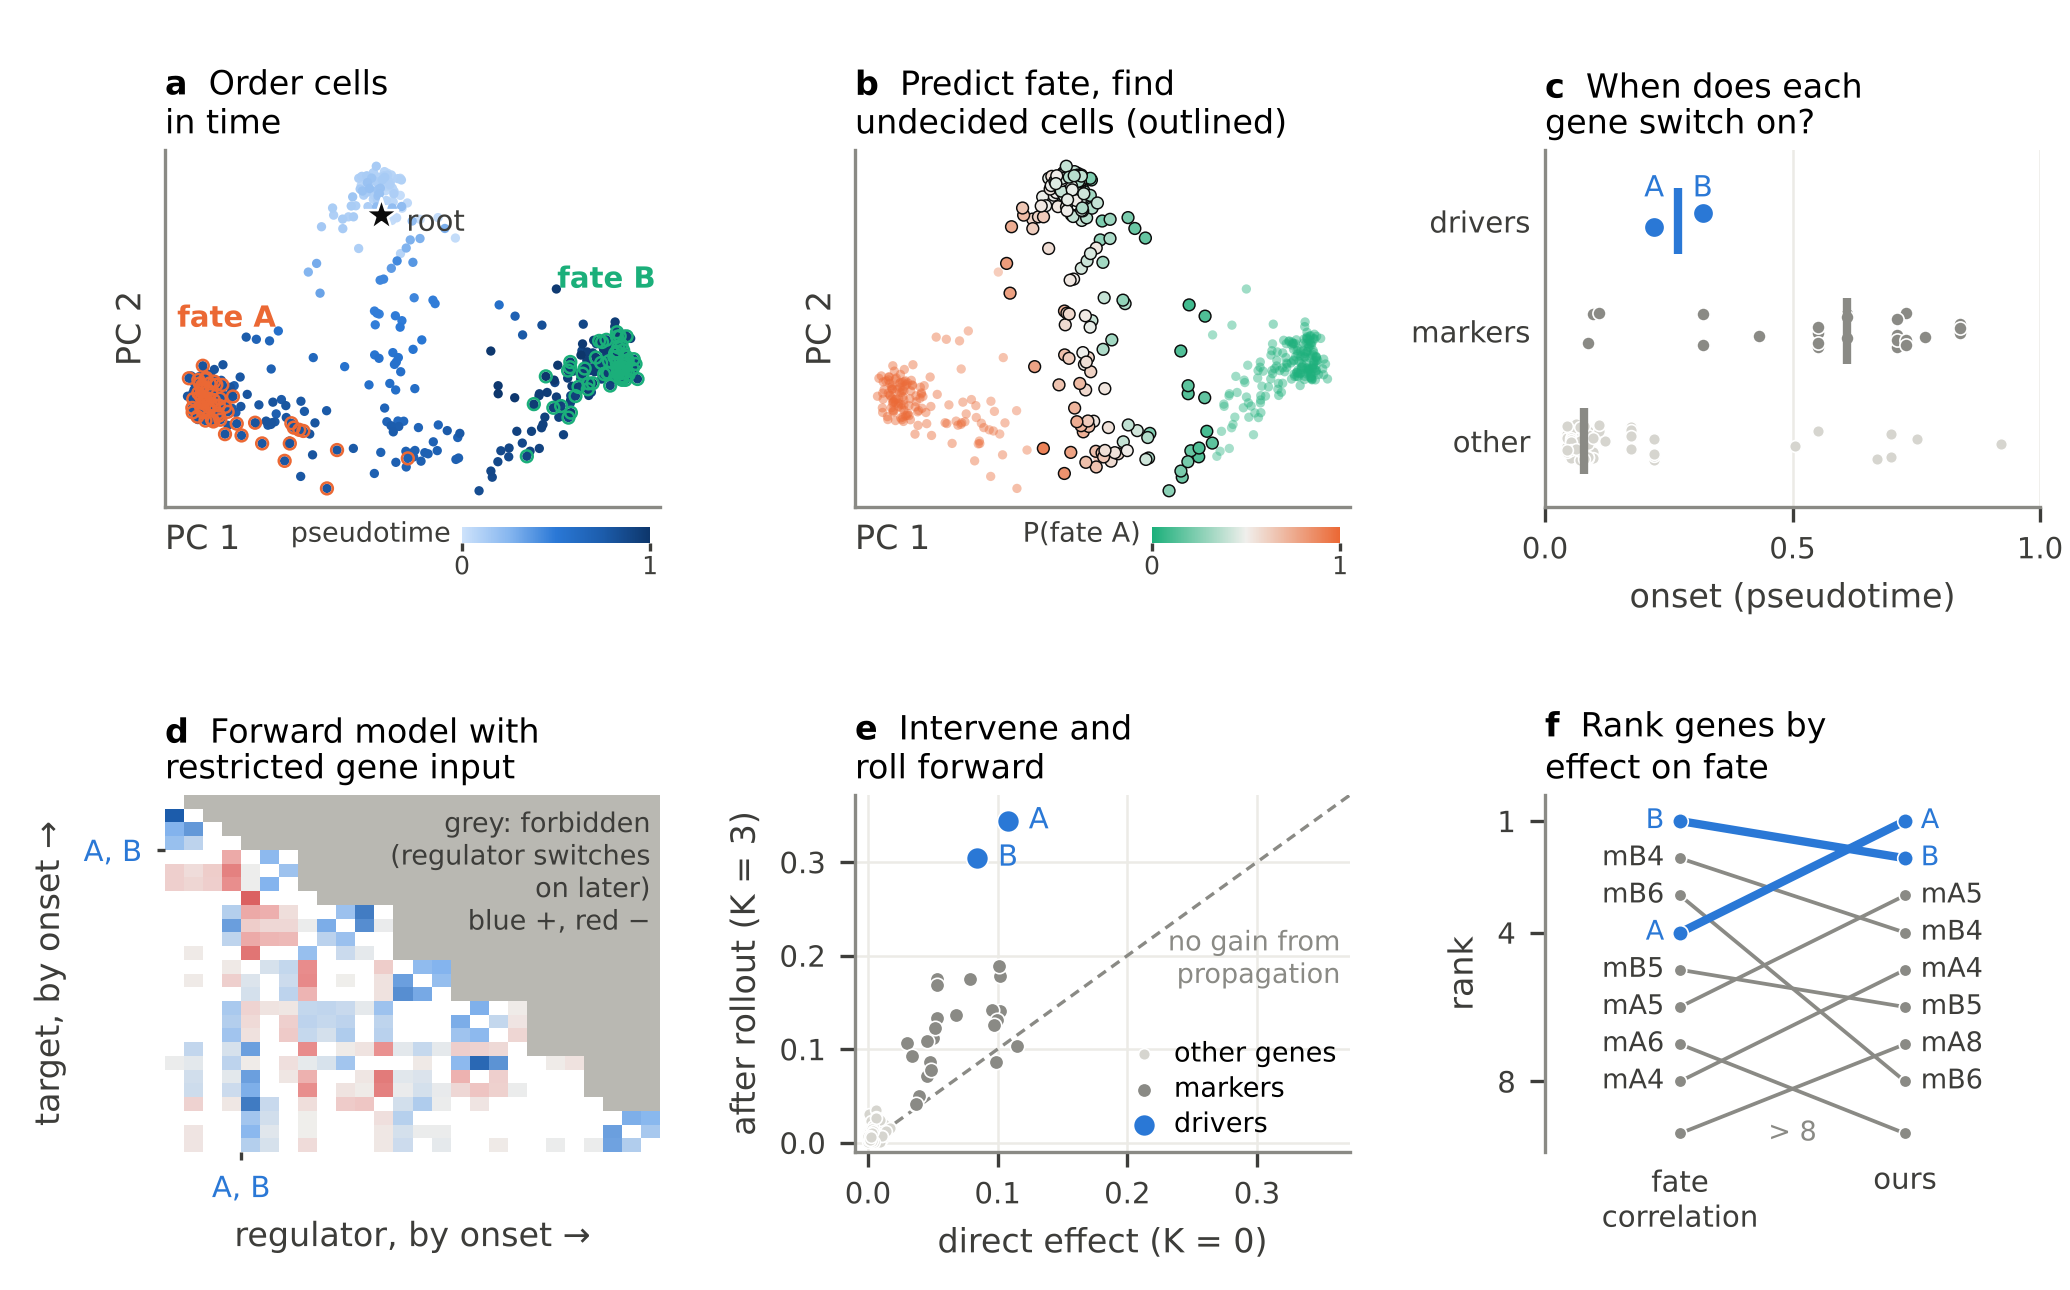 a Order cells
in time
root
fate B
fate A
PC 2
PC 1
pseudotime
0
1
b Predict fate, find
undecided cells (outlined)
PC 2
PC 1
P(fate A)
0
1
c When does each
gene switch on?
A
B
drivers
markers
other
0.0
0.5
1.0
onset (pseudotime)
d Forward model with
restricted gene input
grey: forbidden
(regulator switches
on later)
blue +, red −
A, B
target, by onset →
A, B
regulator, by onset →
e Intervene and
roll forward
A
B
0.3
0.2
0.1
0.0
after rollout (K = 3)
no gain from
propagation
other genes
markers
drivers
0.0
0.1
0.2
0.3
direct effect (K = 0)
f Rank genes by
effect on fate
rank
1
4
8
B
mB4
mB6
A
mB5
mA5
mA6
mA4
A
B
mA5
mB4
mA4
mB5
mA8
mB6
> 8
fate
correlation
ours